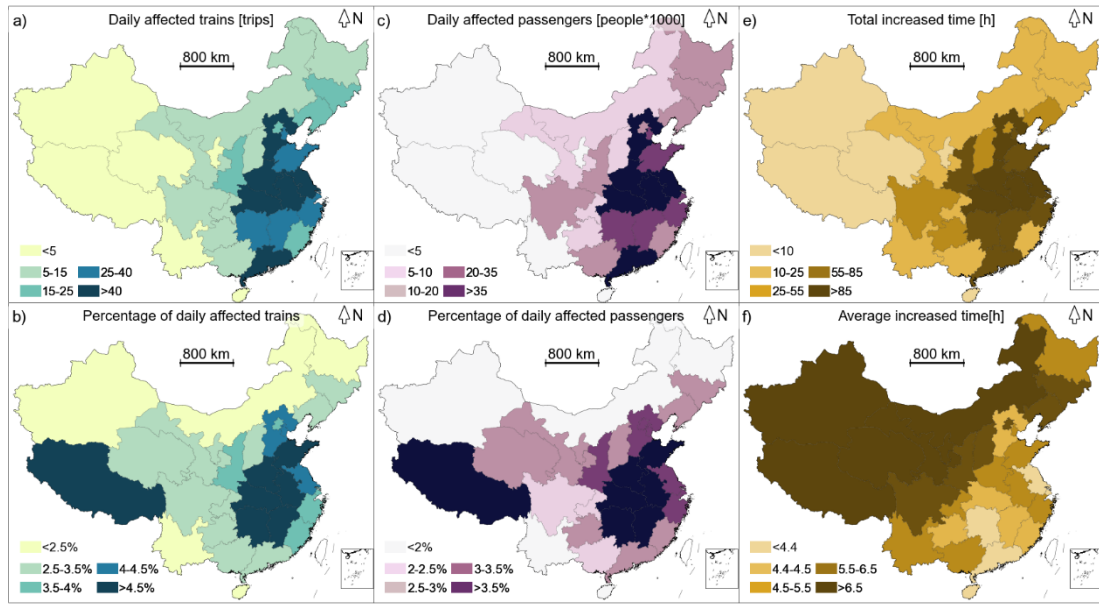 a) Daily affected trains [trips] N
800 km
<5
5-15 25-40
15-25 >40
c) Daily affected passengers [people*1000] N
800 km
<5
5-10 20-35
10-20 >35
e) Total increased time [h] N
800 km
<10
10-25 55-85
25-55 >85
b) Percentage of daily affected trains N
800 km
<2.5%
2.5-3.5% 4-4.5%
3.5-4% >4.5%
d) Percentage of daily affected passengers N
800 km
<2%
2-2.5% 3-3.5%
2.5-3% >3.5%
f) Average increased time[h] N
800 km
<4.4
4.4-4.5 5.5-6.5
4.5-5.5 >6.5